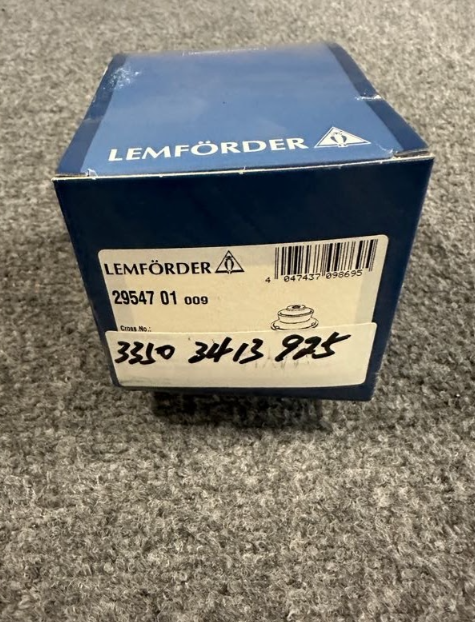 LEMFÖRDER
LEMFÖRDER
4 047437 098695
29547 01 009
Cross No.:
3350 3413 925